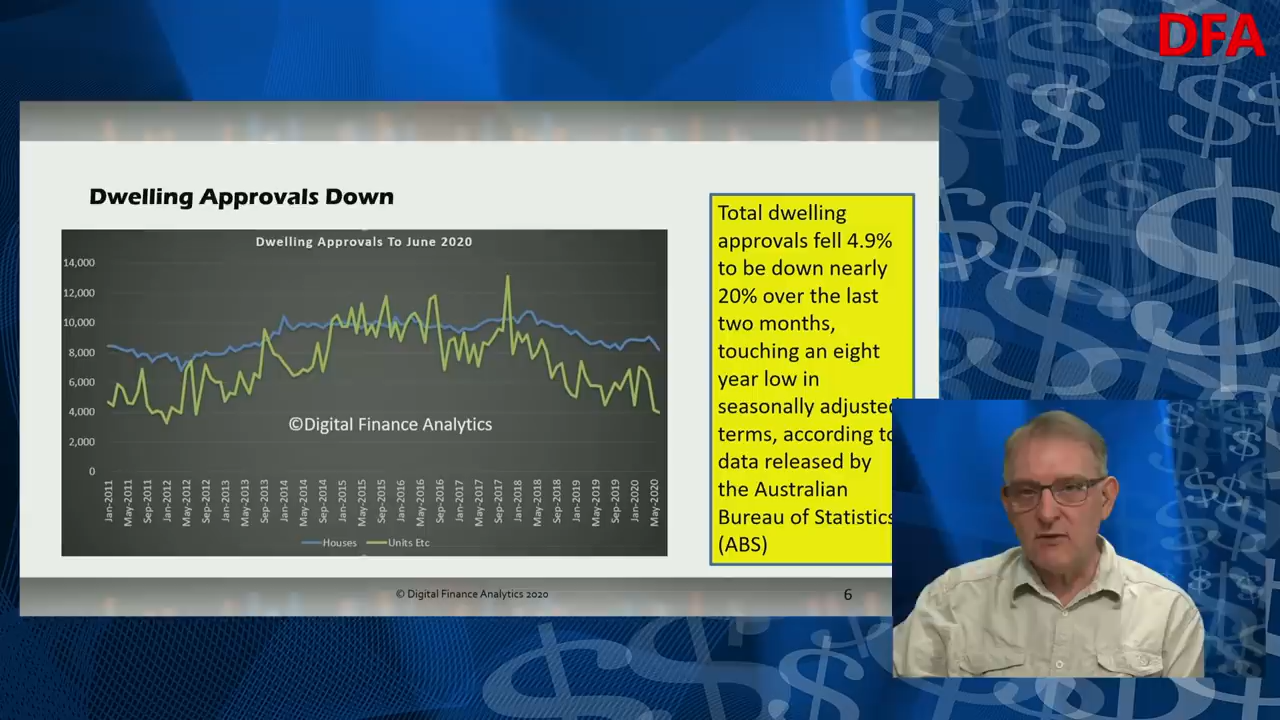 DFA
Dwelling Approvals Down
Dwelling Approvals To June 2020
14,000
12,000
10,000
8,000
6,000
4,000
2,000
0
©Digital Finance Analytics
Jan-2011
May-2011
Sep-2011
Jan-2012
May-2012
Sep-2012
Jan-2013
May-2013
Sep-2013
Jan-2014
May-2014
Sep-2014
Jan-2015
May-2015
Sep-2015
Jan-2016
May-2016
Sep-2016
Jan-2017
May-2017
Sep-2017
Jan-2018
May-2018
Sep-2018
Jan-2019
May-2019
Sep-2019
Jan-2020
May-2020
Houses
Units Etc
Total dwelling
approvals fell 4.9%
to be down nearly
20% over the last
two months,
touching an eight
year low in
seasonally adjusted
terms, according to
data released by
the Australian
Bureau of Statistics
(ABS)
© Digital Finance Analytics 2020
6